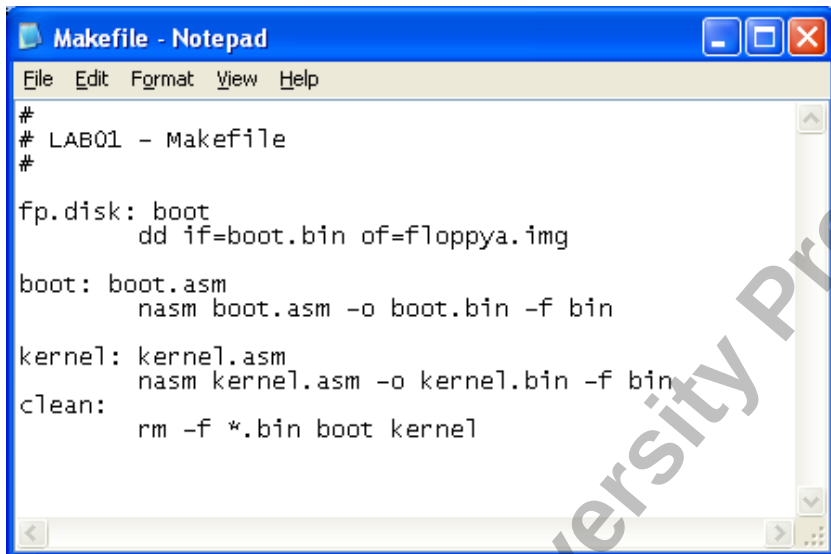 Makefile - Notepad
File Edit Format View Help
#
# LAB01 – Makefile
#
fp.disk: boot
dd if=boot.bin of=floppya.img
boot: boot.asm
nasm boot.asm –o boot.bin –f bin
kernel: kernel.asm
nasm kernel.asm –o kernel.bin –f bin
clean:
rm –f *.bin boot kernel